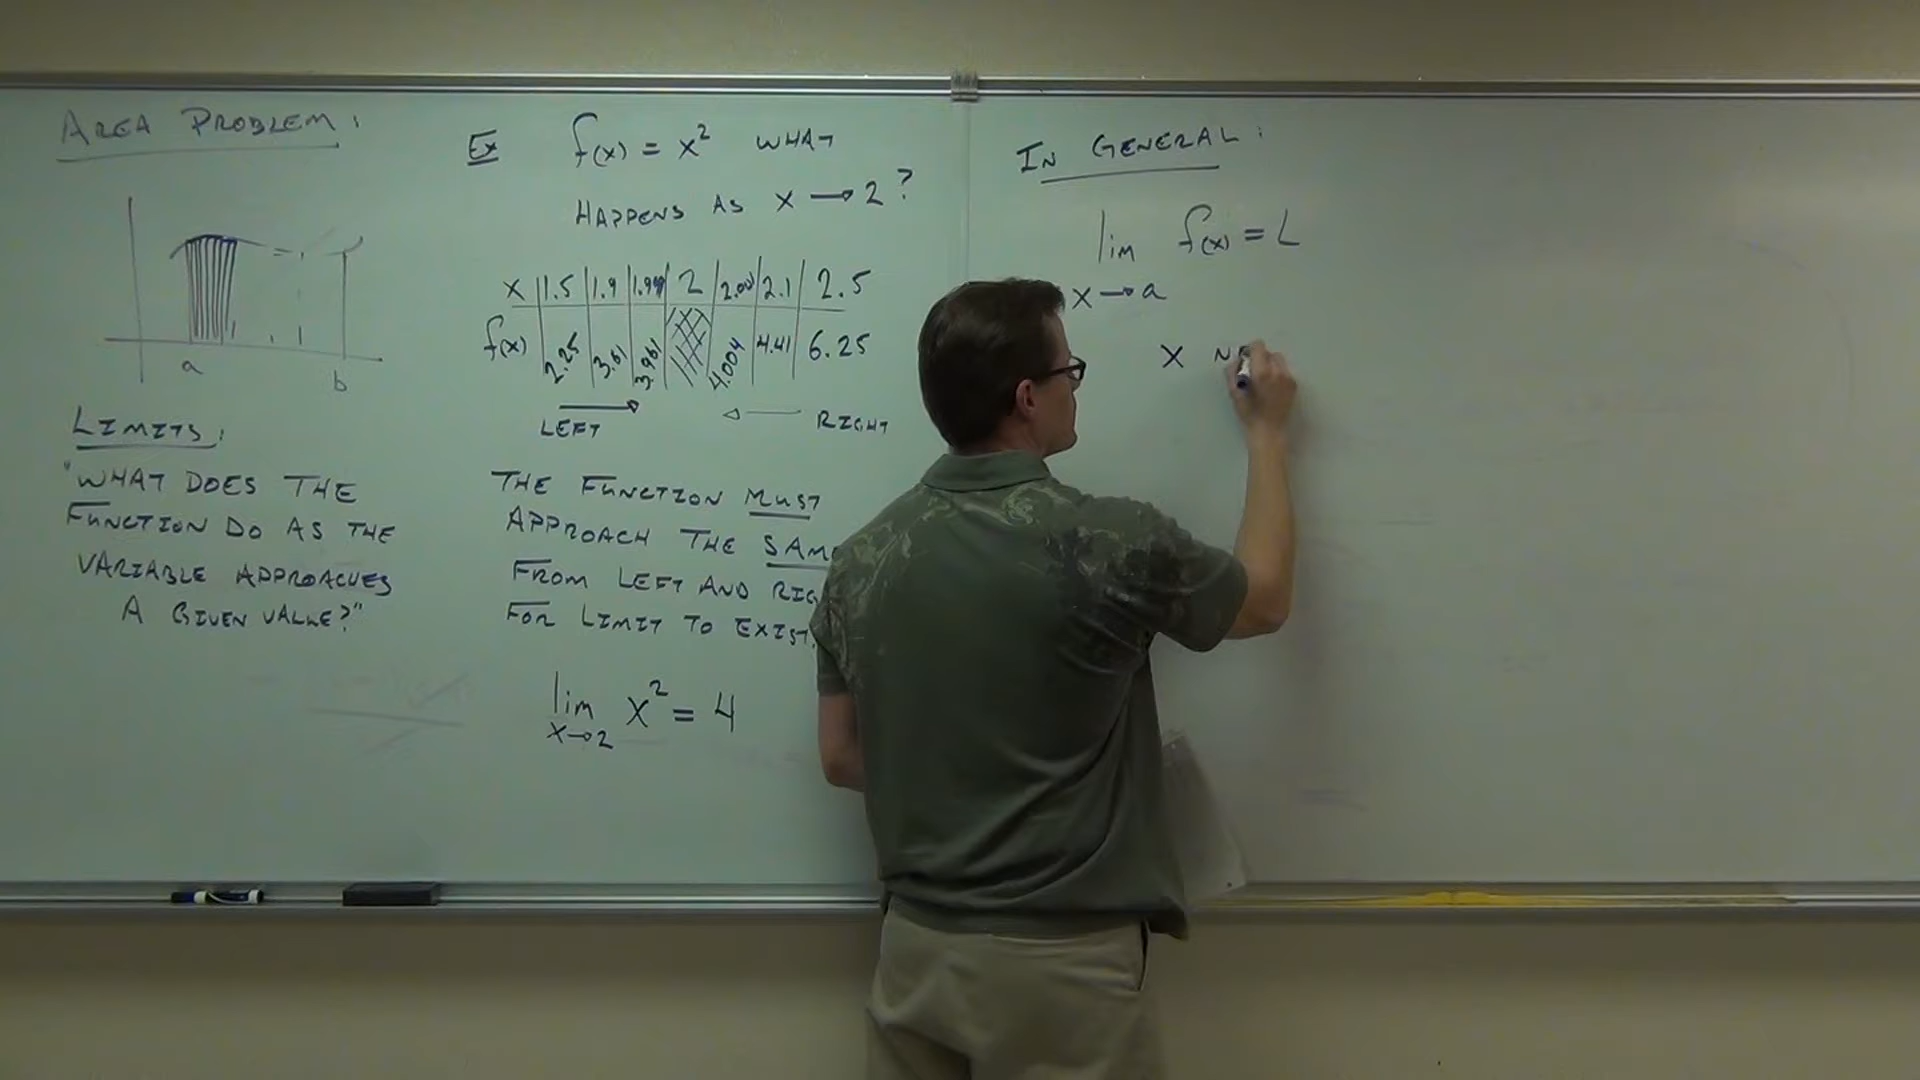 AREA PROBLEM:
a
b
LIMITS:
"WHAT DOES THE
FUNCTION DO AS THE
VARIABLE APPROACHES
A GIVEN VALUE?"
Ex f(x) = x² WHAT
HAPPENS AS x → 2?
x 1.5 1.9 1.99 2 2.001 2.1 2.5
f(x) 2.25 3.61 3.961 4.004 4.41 6.25
LEFT RIGHT
THE FUNCTION MUST
APPROACH THE SAME
FROM LEFT AND RIG
FOR LIMIT TO EXIST.
lim x² = 4
x→2
IN GENERAL:
lim f(x) = L
x→a
x NE